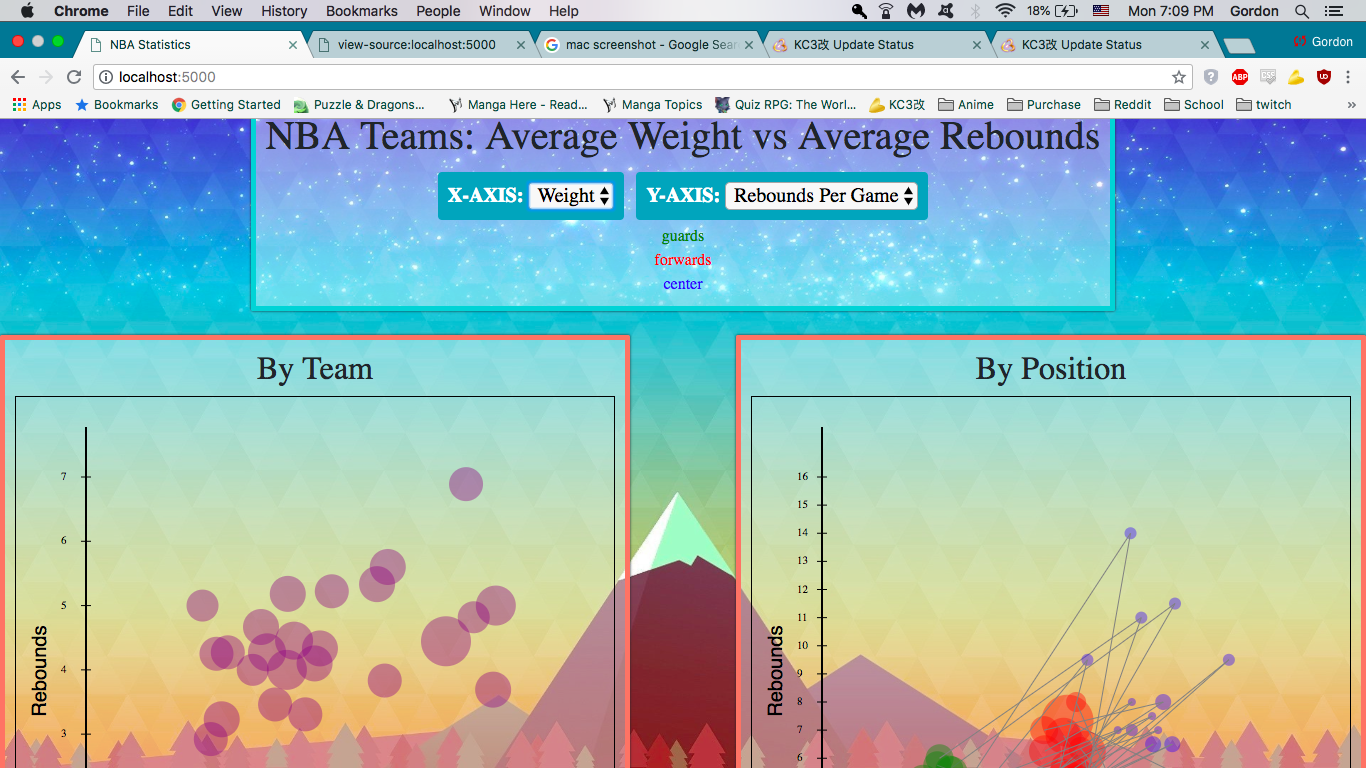 Chrome File Edit View History Bookmarks People Window Help 18% Mon 7:09 PM Gordon
NBA Statistics view-source:localhost:5000 mac screenshot - Google Sear KC3改 Update Status KC3改 Update Status Gordon
localhost:5000 ABP CSS UD
Apps Bookmarks Getting Started Puzzle & Dragons... Manga Here - Read... Manga Topics Quiz RPG: The Worl... KC3改 Anime Purchase Reddit School twitch »
NBA Teams: Average Weight vs Average Rebounds
X-AXIS: Weight Y-AXIS: Rebounds Per Game
guards
forwards
center
By Team
7
6
5
4
3
Rebounds
By Position
16
15
14
13
12
11
10
9
8
7
6
Rebounds